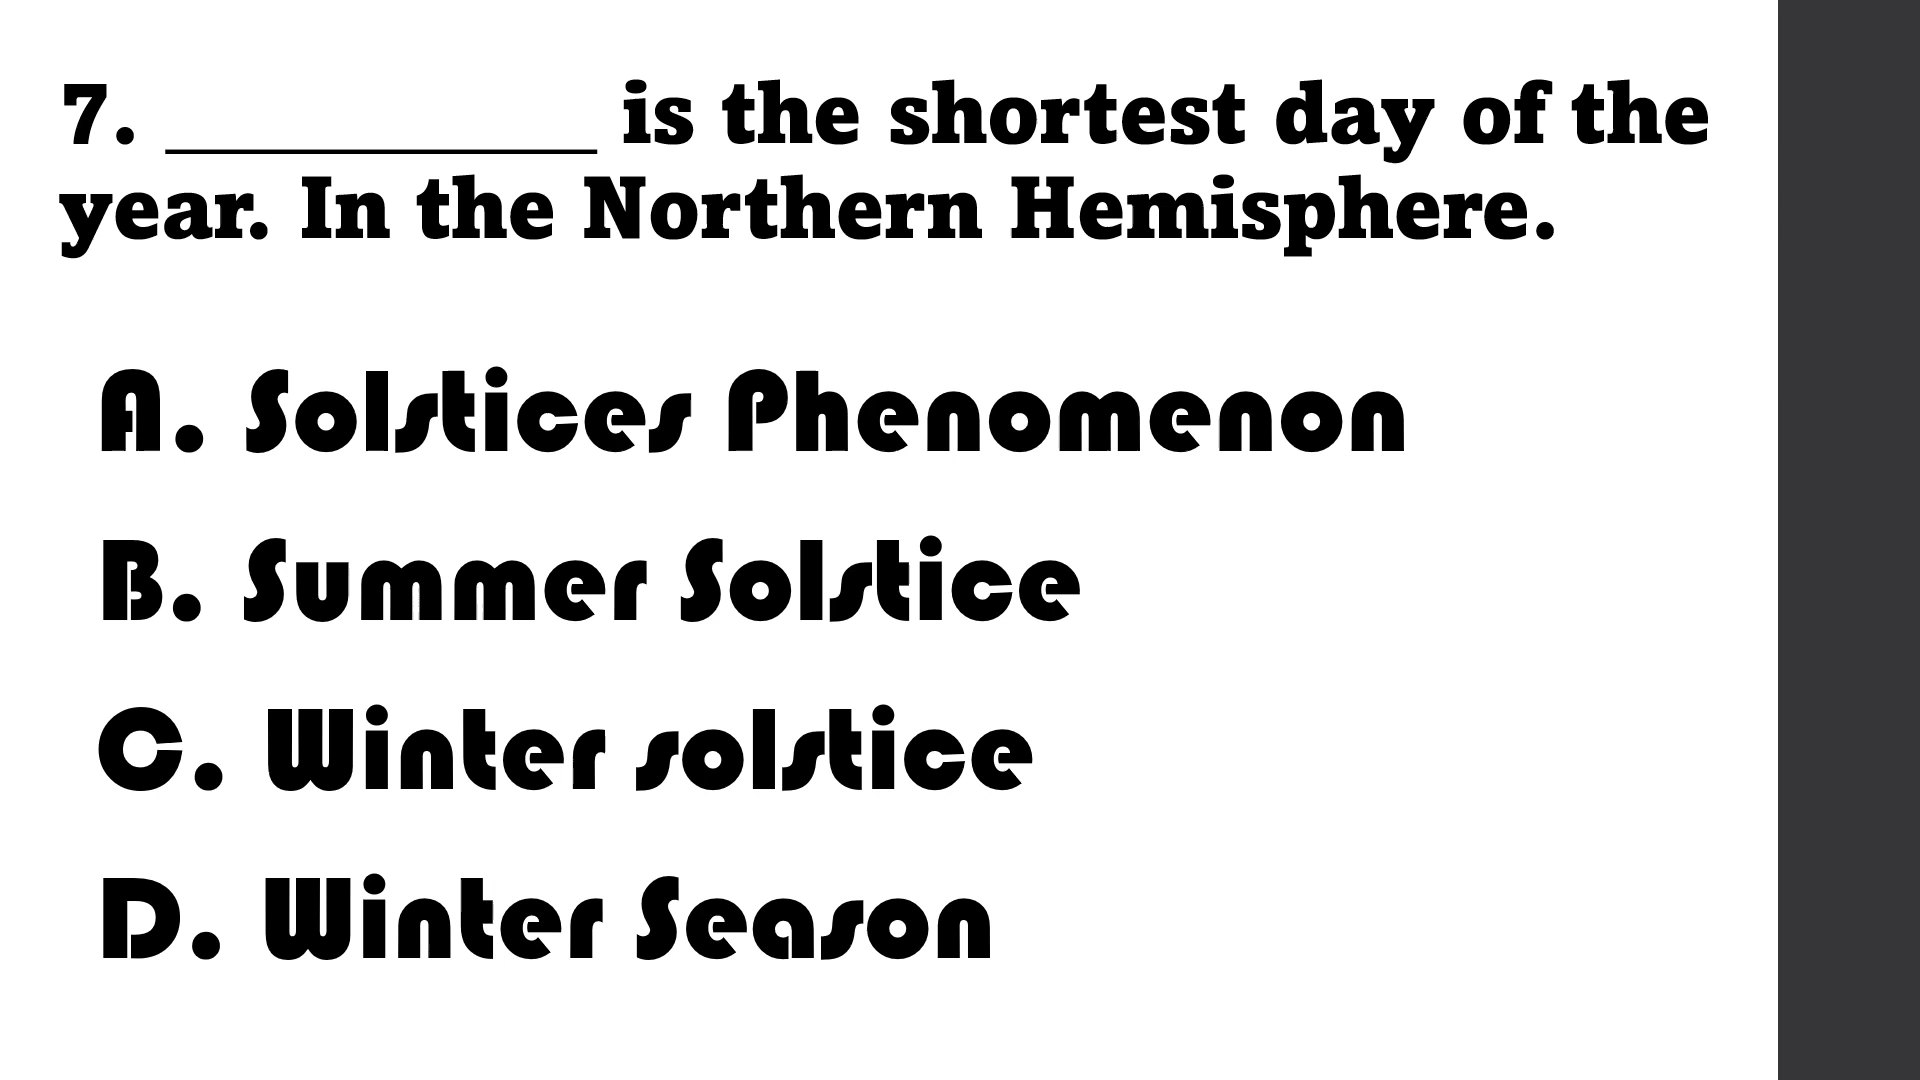 7. ____________ is the shortest day of the
year. In the Northern Hemisphere.
A. Solstices Phenomenon
B. Summer Solstice
C. Winter solstice
D. Winter Season